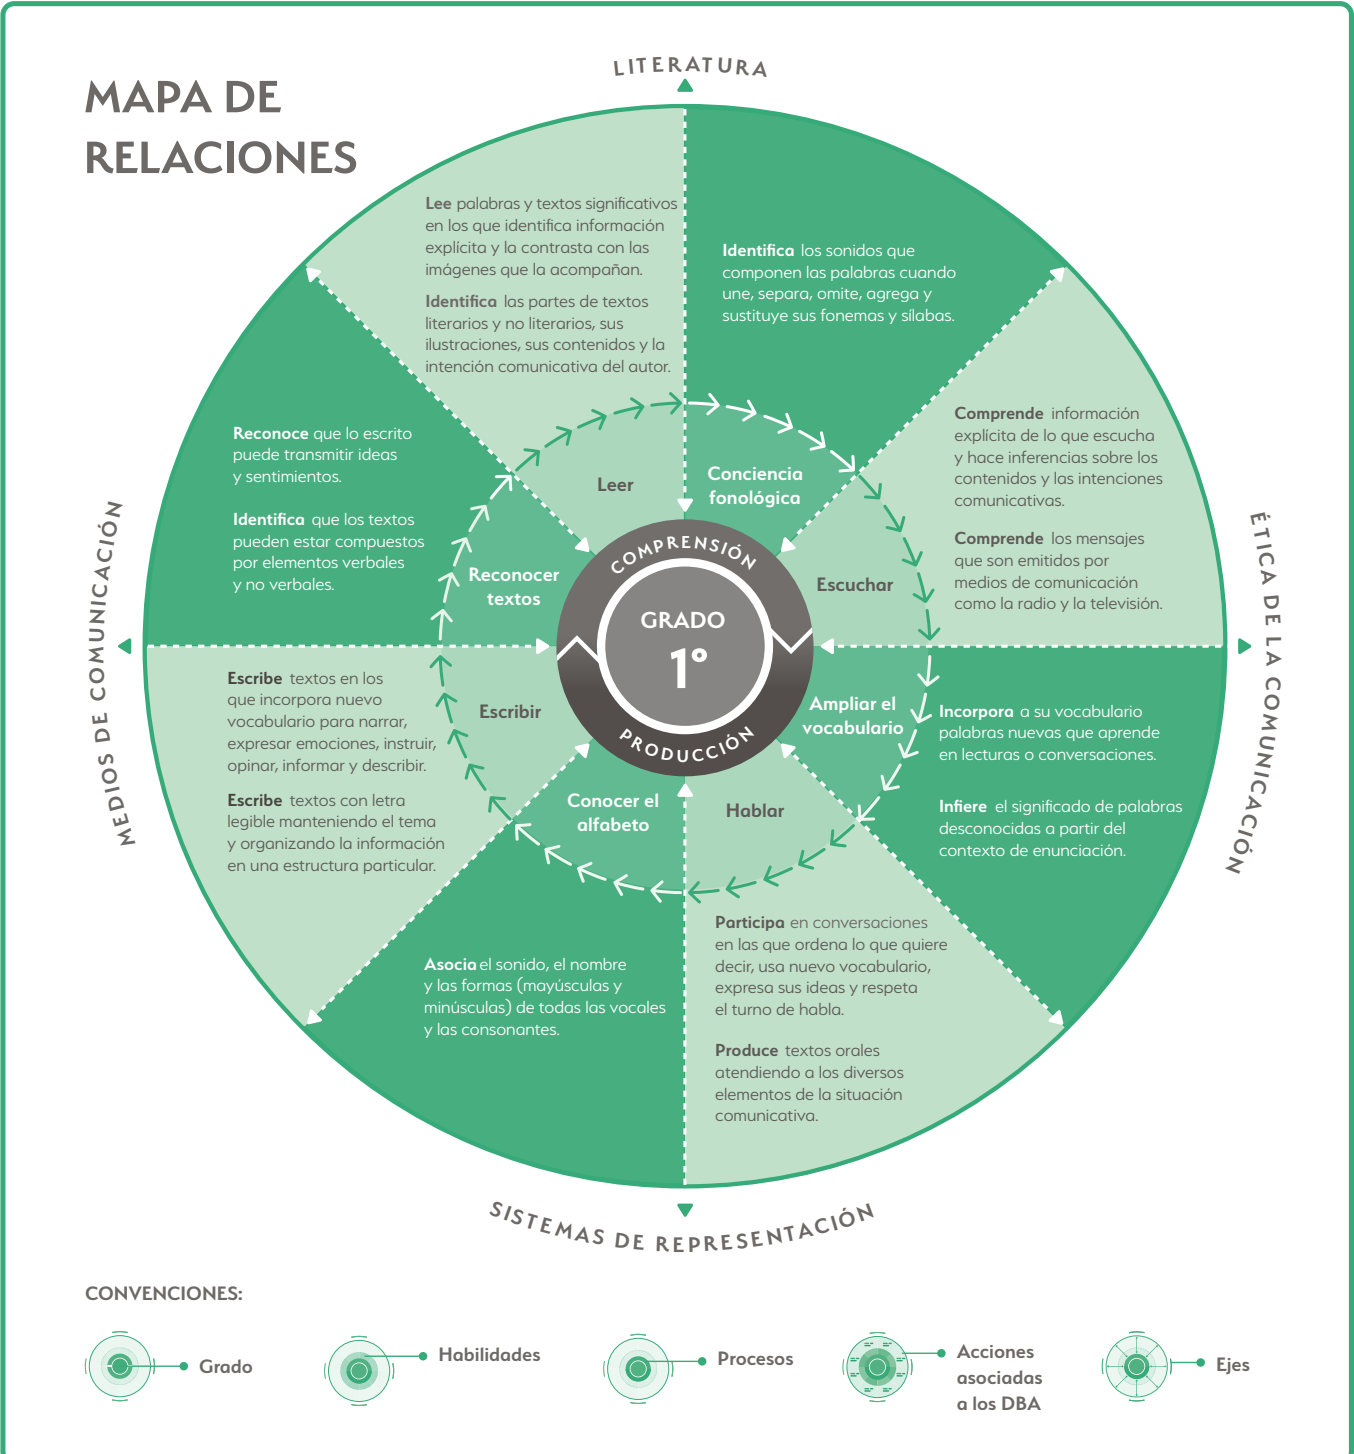 MAPA DE
RELACIONES
LITERATURA
Lee palabras y textos significativos
en los que identifica información
explícita y la contrasta con las
imágenes que la acompañan.
Identifica las partes de textos
literarios y no literarios, sus
ilustraciones, sus contenidos y la
intención comunicativa del autor.
Identifica los sonidos que
componen las palabras cuando
une, separa, omite, agrega y
sustituye sus fonemas y sílabas.
Comprende información
explícita de lo que escucha
y hace inferencias sobre los
contenidos y las intenciones
comunicativas.
Comprende los mensajes
que son emitidos por
medios de comunicación
como la radio y la televisión.
Reconoce que lo escrito
puede transmitir ideas
y sentimientos.
Identifica que los textos
pueden estar compuestos
por elementos verbales
y no verbales.
Leer
Conciencia
fonológica
Escuchar
Reconocer
textos
COMPRENSIÓN
GRADO
1°
PRODUCCIÓN
MEDIOS DE COMUNICACIÓN
ÉTICA DE LA COMUNICACIÓN
Escribir
Ampliar el
vocabulario
Conocer el
alfabeto
Hablar
Escribe textos en los
que incorpora nuevo
vocabulario para narrar,
expresar emociones, instruir,
opinar, informar y describir.
Escribe textos con letra
legible manteniendo el tema
y organizando la información
en una estructura particular.
Incorpora a su vocabulario
palabras nuevas que aprende
en lecturas o conversaciones.
Infiere el significado de palabras
desconocidas a partir del
contexto de enunciación.
Asocia el sonido, el nombre
y las formas (mayúsculas y
minúsculas) de todas las vocales
y las consonantes.
Participa en conversaciones
en las que ordena lo que quiere
decir, usa nuevo vocabulario,
expresa sus ideas y respeta
el turno de habla.
Produce textos orales
atendiendo a los diversos
elementos de la situación
comunicativa.
SISTEMAS DE REPRESENTACIÓN
CONVENCIONES:
Grado
Habilidades
Procesos
Acciones
asociadas
a los DBA
Ejes